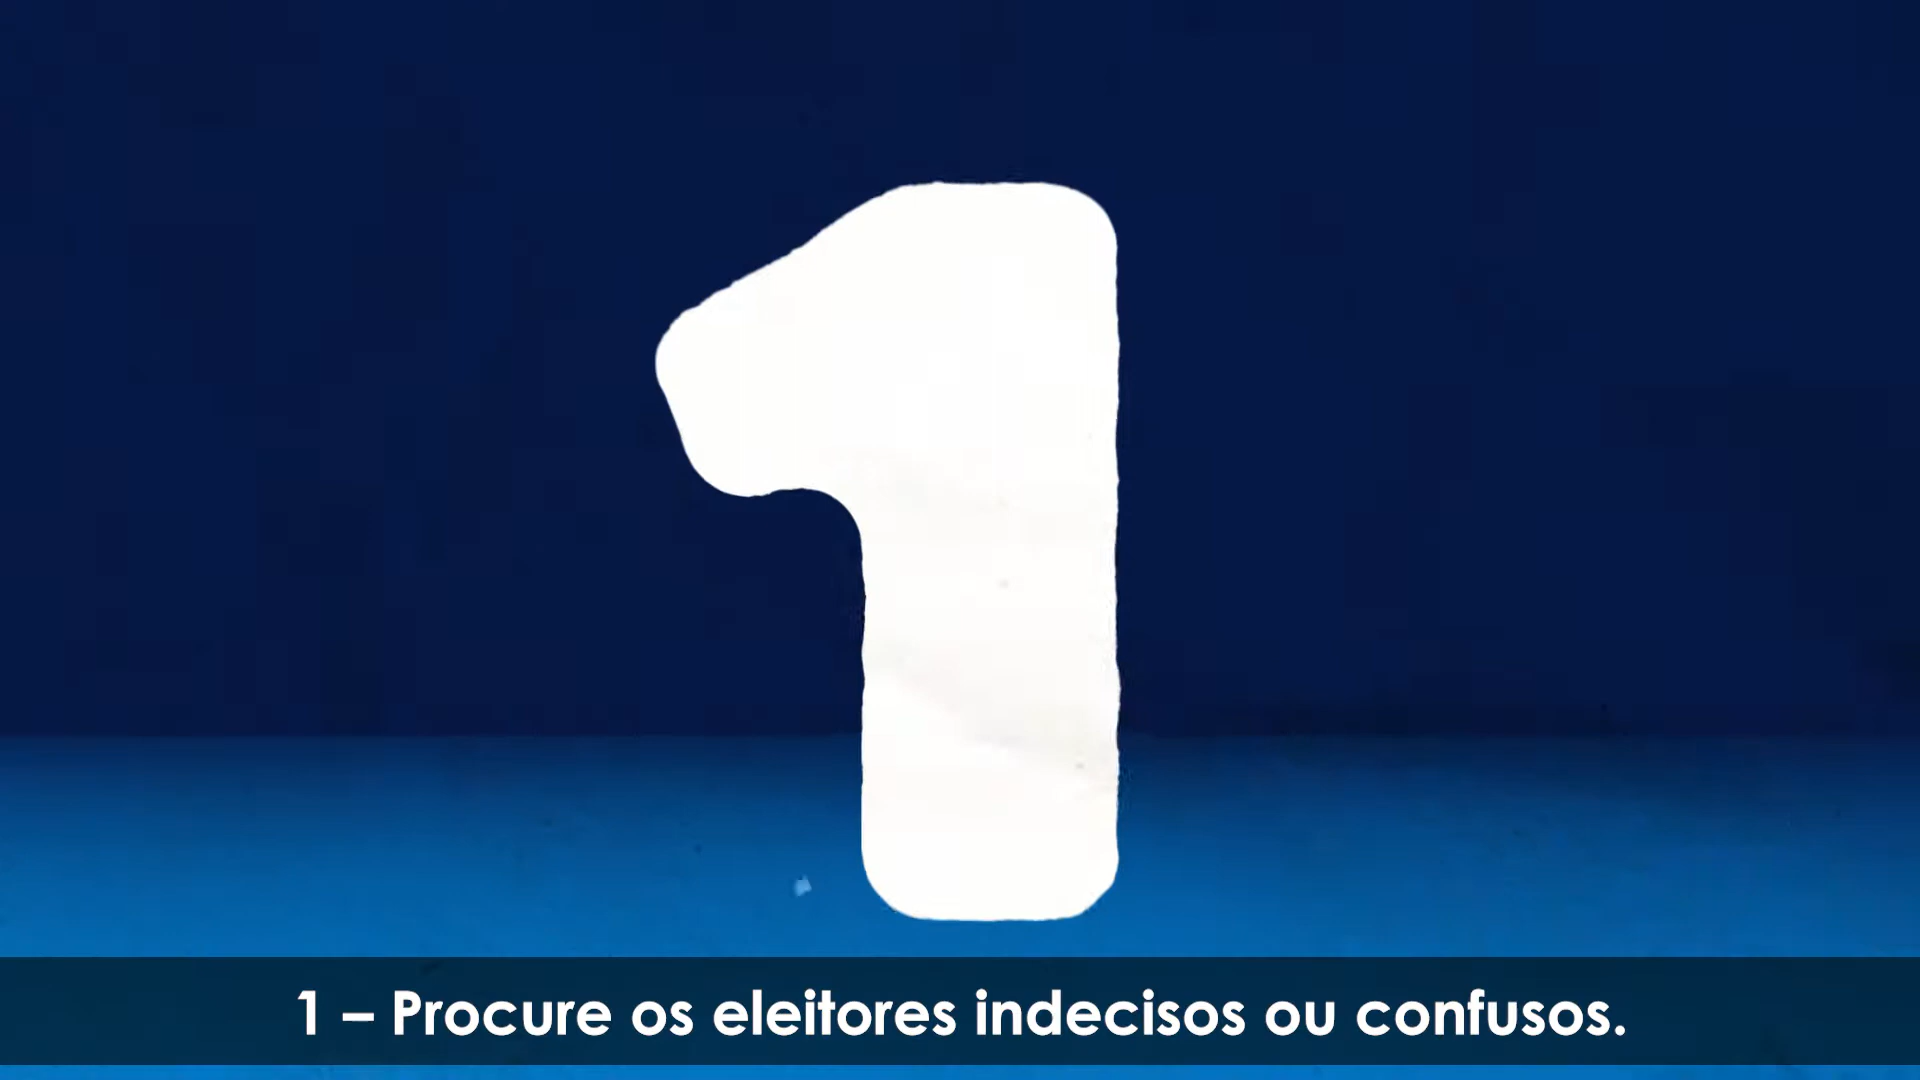 1
1 – Procure os eleitores indecisos ou confusos.